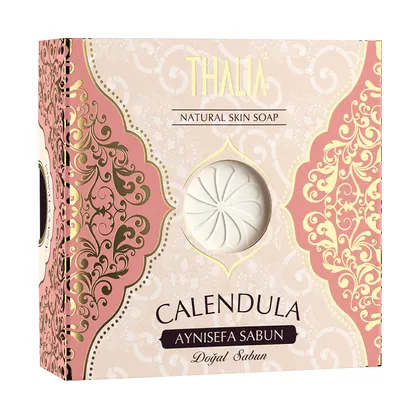 THALIA
NATURAL SKIN SOAP
CALENDULA
AYNISEFA SABUN
Doğal Sabun